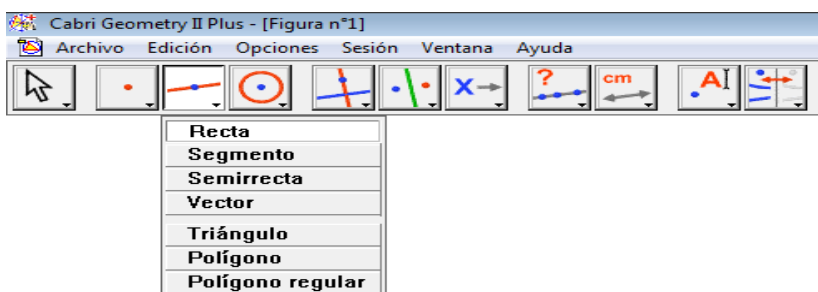 Cabri Geometry II Plus - [Figura n°1]
Archivo Edición Opciones Sesión Ventana Ayuda
X ? cm A
Recta
Segmento
Semirrecta
Vector
Triángulo
Polígono
Polígono regular